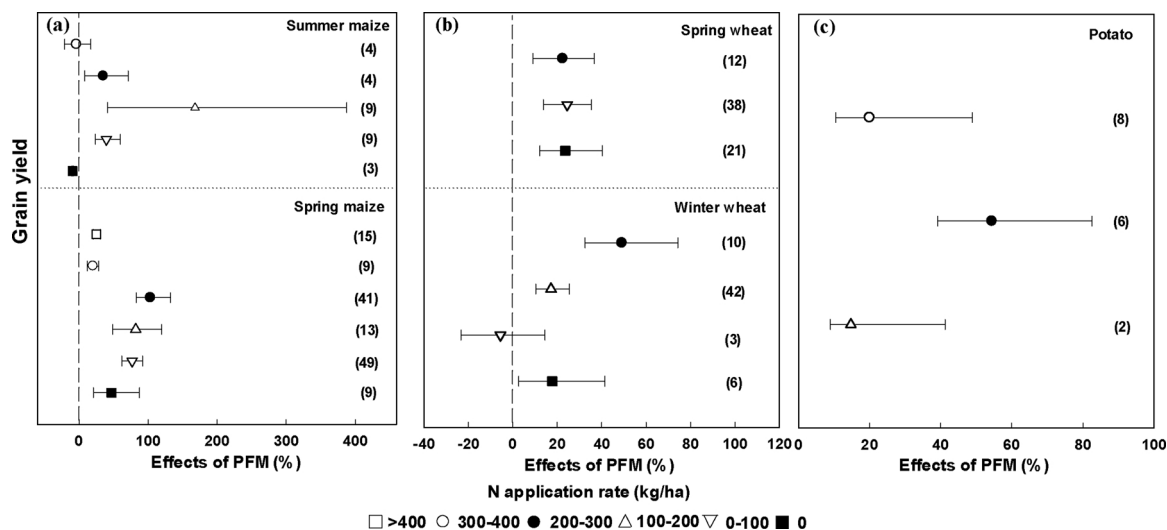 Grain yield
(a)
Summer maize
(4)
(4)
(9)
(9)
(3)
Spring maize
(15)
(9)
(41)
(13)
(49)
(9)
0 100 200 300 400
Effects of PFM (%)
(b)
Spring wheat
(12)
(38)
(21)
Winter wheat
(10)
(42)
(3)
(6)
-40 -20 0 20 40 60 80 100 120
Effects of PFM (%)
(c)
Potato
(8)
(6)
(2)
0 20 40 60 80 100
Effects of PFM (%)
N application rate (kg/ha)
>400 300-400 200-300 100-200 0-100 0